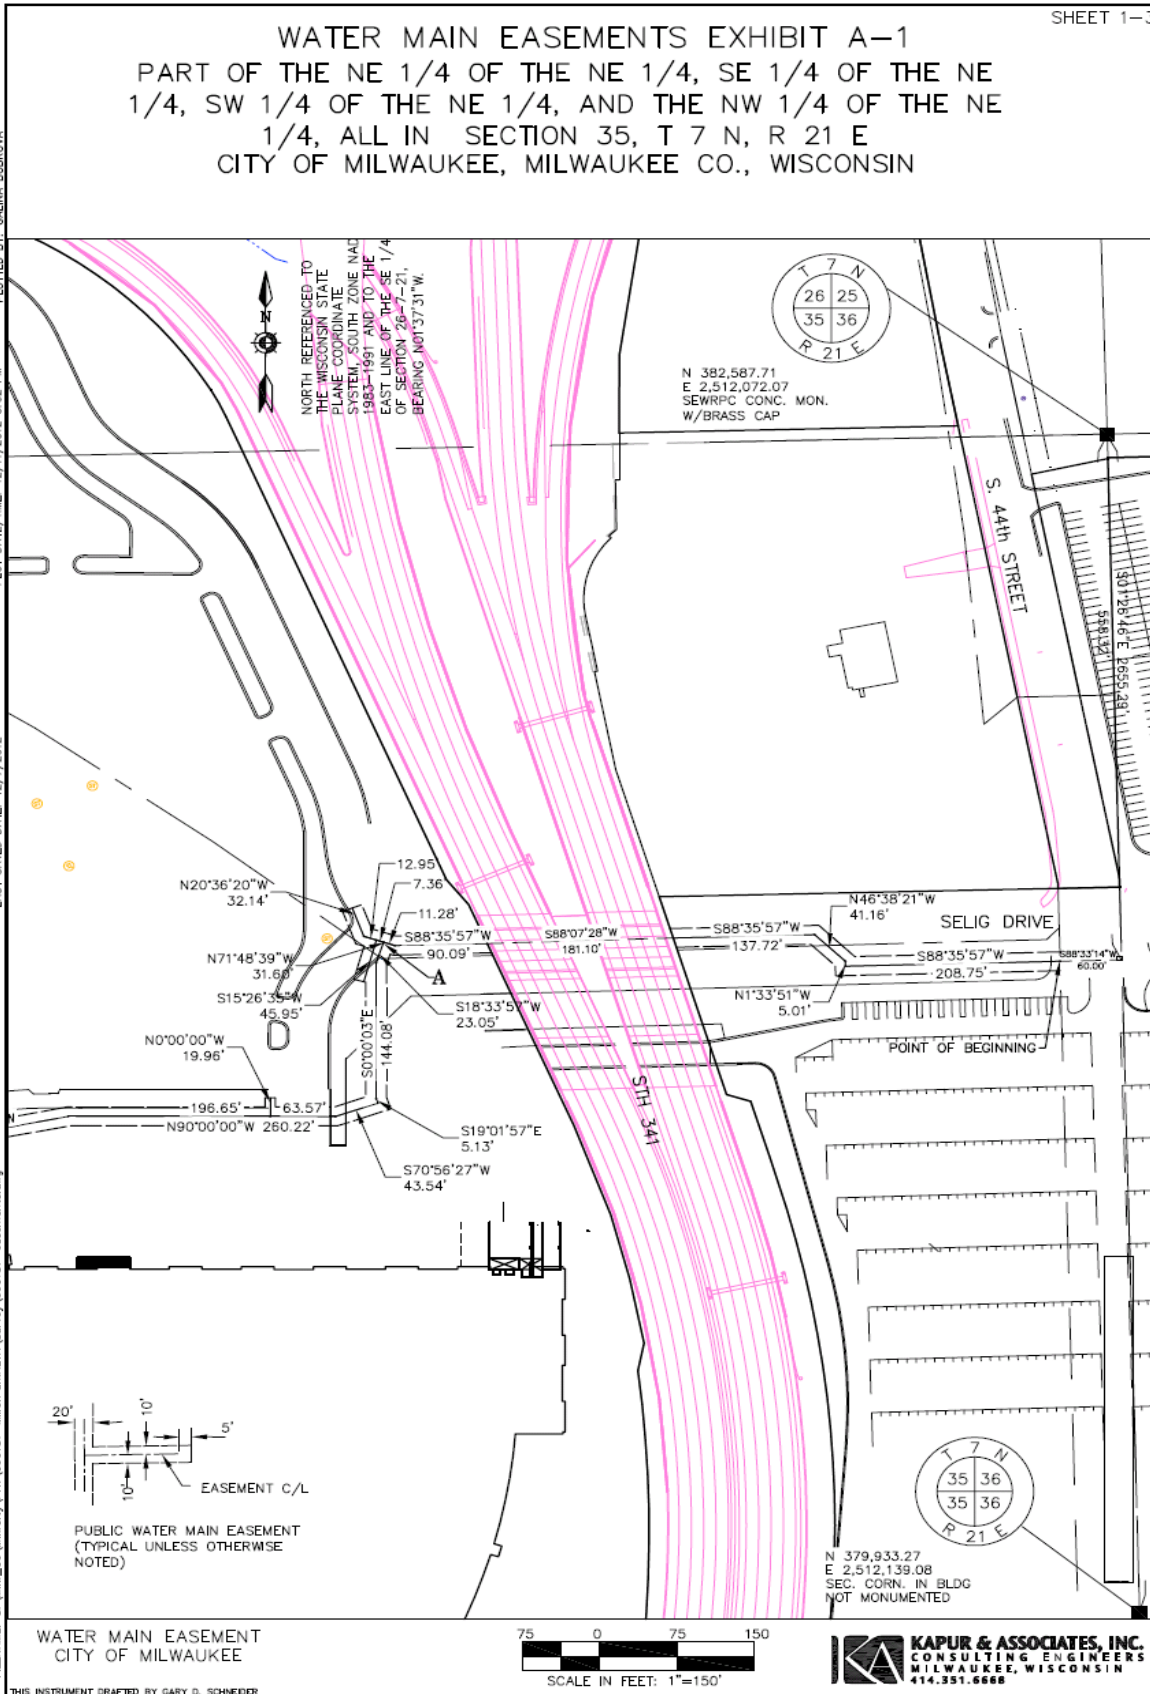 SHEET 1-3
WATER MAIN EASEMENTS EXHIBIT A-1
PART OF THE NE 1/4 OF THE NE 1/4, SE 1/4 OF THE NE
1/4, SW 1/4 OF THE NE 1/4, AND THE NW 1/4 OF THE NE
1/4, ALL IN SECTION 35, T 7 N, R 21 E
CITY OF MILWAUKEE, MILWAUKEE CO., WISCONSIN
N
NORTH REFERENCED TO
THE WISCONSIN STATE
PLANE COORDINATE
SYSTEM, SOUTH ZONE NAD
1983-1991 AND TO THE
EAST LINE OF THE SE 1/4
OF SECTION 26-7-21,
BEARING N01°37'31"W.
T 7 N
26 25
35 36
R 21 E
N 382,587.71
E 2,512,072.07
SEWRPC CONC. MON.
W/BRASS CAP
S. 44th STREET
S01°26'46"E 2655.29'
558.32'
12.95'
7.36'
11.28'
N20°36'20"W
32.14'
S88°35'57"W
90.09'
S88°07'28"W
181.10'
S88°35'57"W
137.72'
N46°38'21"W
41.16'
SELIG DRIVE
S88°35'57"W
208.75'
S88°33'14"W
60.00'
N71°48'39"W
31.60'
A
S15°26'35"W
45.95'
S18°33'57"W
23.05'
N1°33'51"W
5.01'
POINT OF BEGINNING
N0°00'00"W
19.96'
S0°00'03"E
144.08'
STH 341
196.65'
63.57'
N90°00'00"W 260.22'
S19°01'57"E
5.13'
S70°56'27"W
43.54'
20'
10'
5'
10'
EASEMENT C/L
PUBLIC WATER MAIN EASEMENT
(TYPICAL UNLESS OTHERWISE
NOTED)
T 7 N
35 36
35 36
R 21 E
N 379,933.27
E 2,512,139.08
SEC. CORN. IN BLDG
NOT MONUMENTED
WATER MAIN EASEMENT
CITY OF MILWAUKEE
75 0 75 150
SCALE IN FEET: 1"=150'
KA
KAPUR & ASSOCIATES, INC.
CONSULTING ENGINEERS
MILWAUKEE, WISCONSIN
414.351.6668
THIS INSTRUMENT DRAFTED BY GARY D. SCHNEIDER